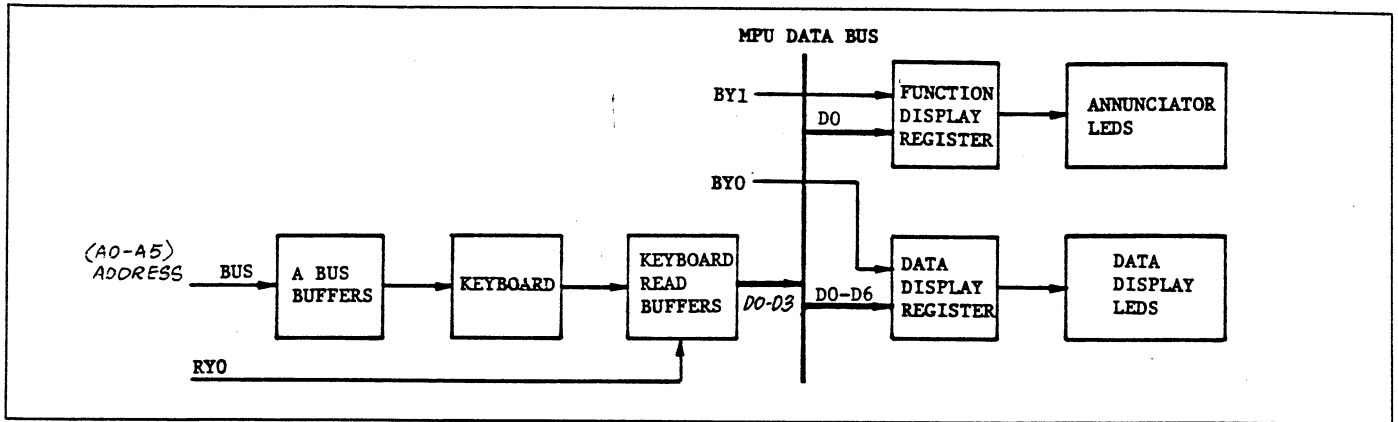 MPU DATA BUS
BY1
D0
FUNCTION
DISPLAY
REGISTER
ANNUNCIATOR
LEDS
BY0
(A0-A5)
ADDRESS
BUS
A BUS
BUFFERS
KEYBOARD
KEYBOARD
READ
BUFFERS
D0-D3
D0-D6
DATA
DISPLAY
REGISTER
DATA
DISPLAY
LEDS
RY0